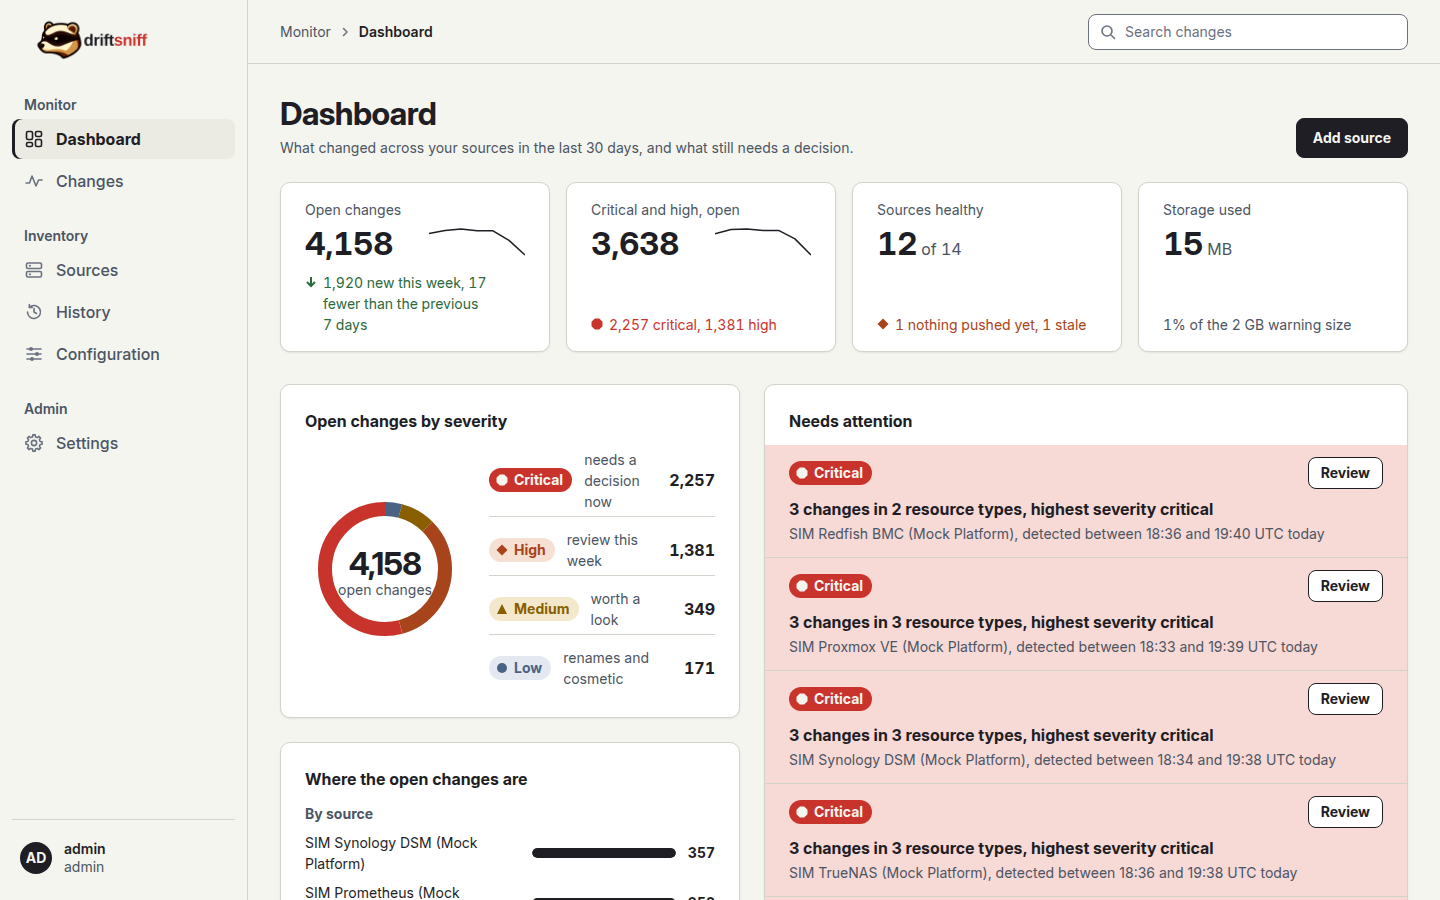 driftsniff
Monitor
Dashboard
Changes
Inventory
Sources
History
Configuration
Admin
Settings
AD
admin
admin
Monitor > Dashboard
Search changes
Dashboard
What changed across your sources in the last 30 days, and what still needs a decision.
Add source
Open changes
4,158
1,920 new this week, 17
fewer than the previous
7 days
Critical and high, open
3,638
2,257 critical, 1,381 high
Sources healthy
12 of 14
1 nothing pushed yet, 1 stale
Storage used
15 MB
1% of the 2 GB warning size
Open changes by severity
4,158
open changes
Critical
needs a
decision
now
2,257
High
review this
week
1,381
Medium
worth a
look
349
Low
renames and
cosmetic
171
Where the open changes are
By source
SIM Synology DSM (Mock
Platform)
357
SIM Prometheus (Mock
Needs attention
Critical
Review
3 changes in 2 resource types, highest severity critical
SIM Redfish BMC (Mock Platform), detected between 18:36 and 19:40 UTC today
Critical
Review
3 changes in 3 resource types, highest severity critical
SIM Proxmox VE (Mock Platform), detected between 18:33 and 19:39 UTC today
Critical
Review
3 changes in 3 resource types, highest severity critical
SIM Synology DSM (Mock Platform), detected between 18:34 and 19:38 UTC today
Critical
Review
3 changes in 3 resource types, highest severity critical
SIM TrueNAS (Mock Platform), detected between 18:36 and 19:38 UTC today